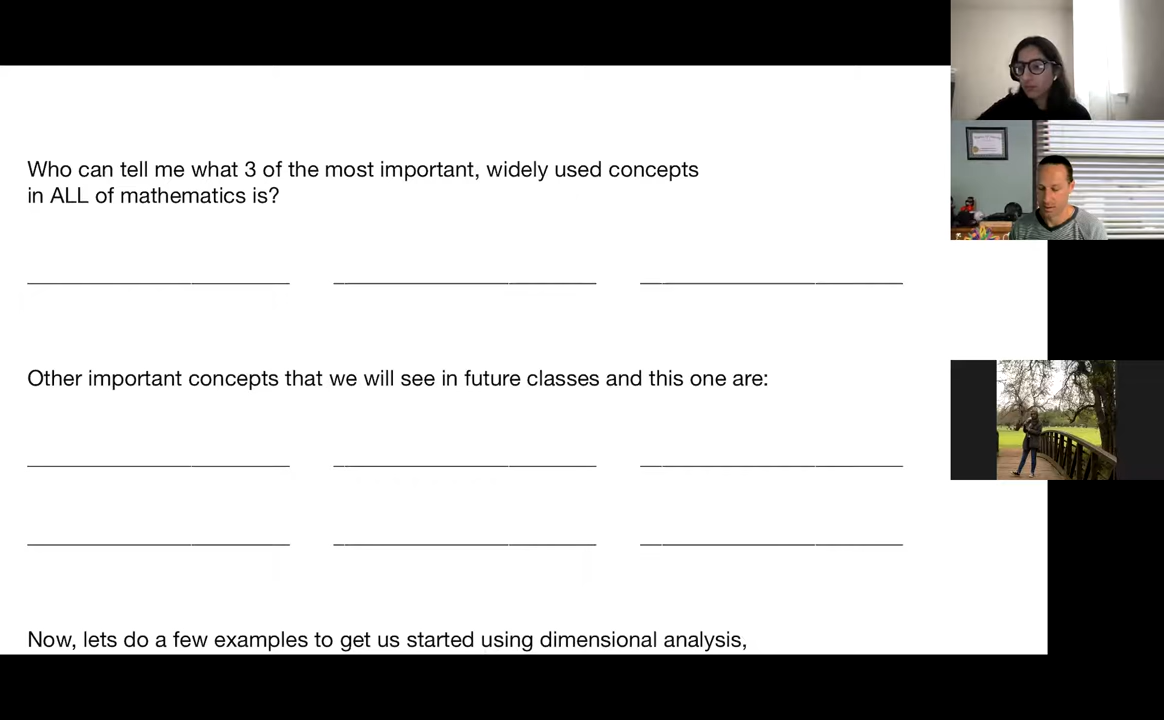 Who can tell me what 3 of the most important, widely used concepts
in ALL of mathematics is?
Other important concepts that we will see in future classes and this one are:
Now, lets do a few examples to get us started using dimensional analysis,